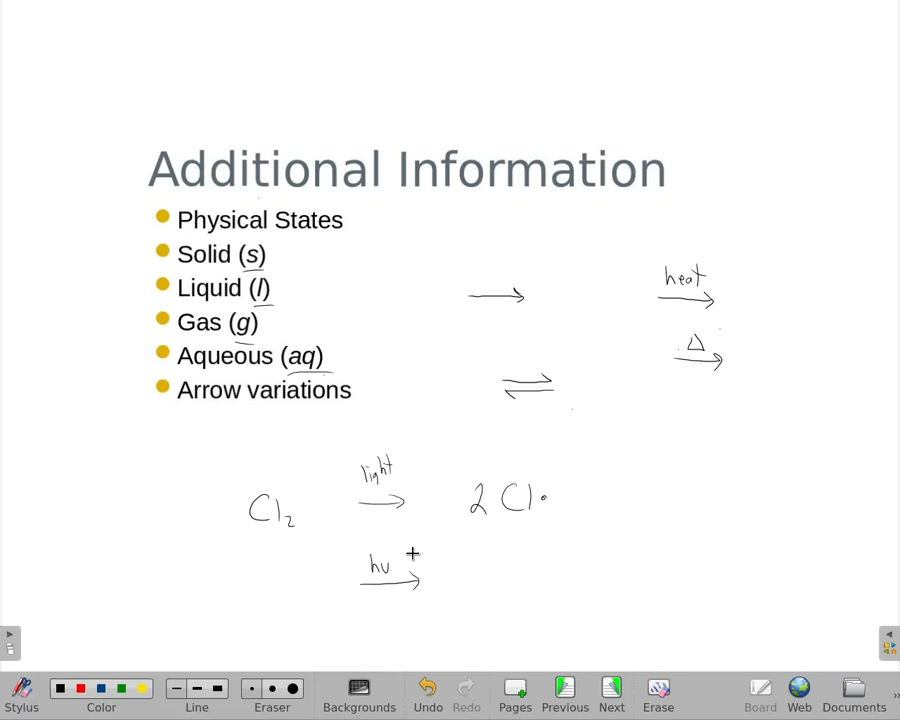 Additional Information
Physical States
Solid (s)
Liquid (l)
Gas (g)
Aqueous (aq)
Arrow variations
→
heat
→
Δ
→
⇌
light
Cl₂ → 2 Cl•
hν
→
Stylus Color Line Eraser Backgrounds Undo Redo Pages Previous Next Erase Board Web Documents